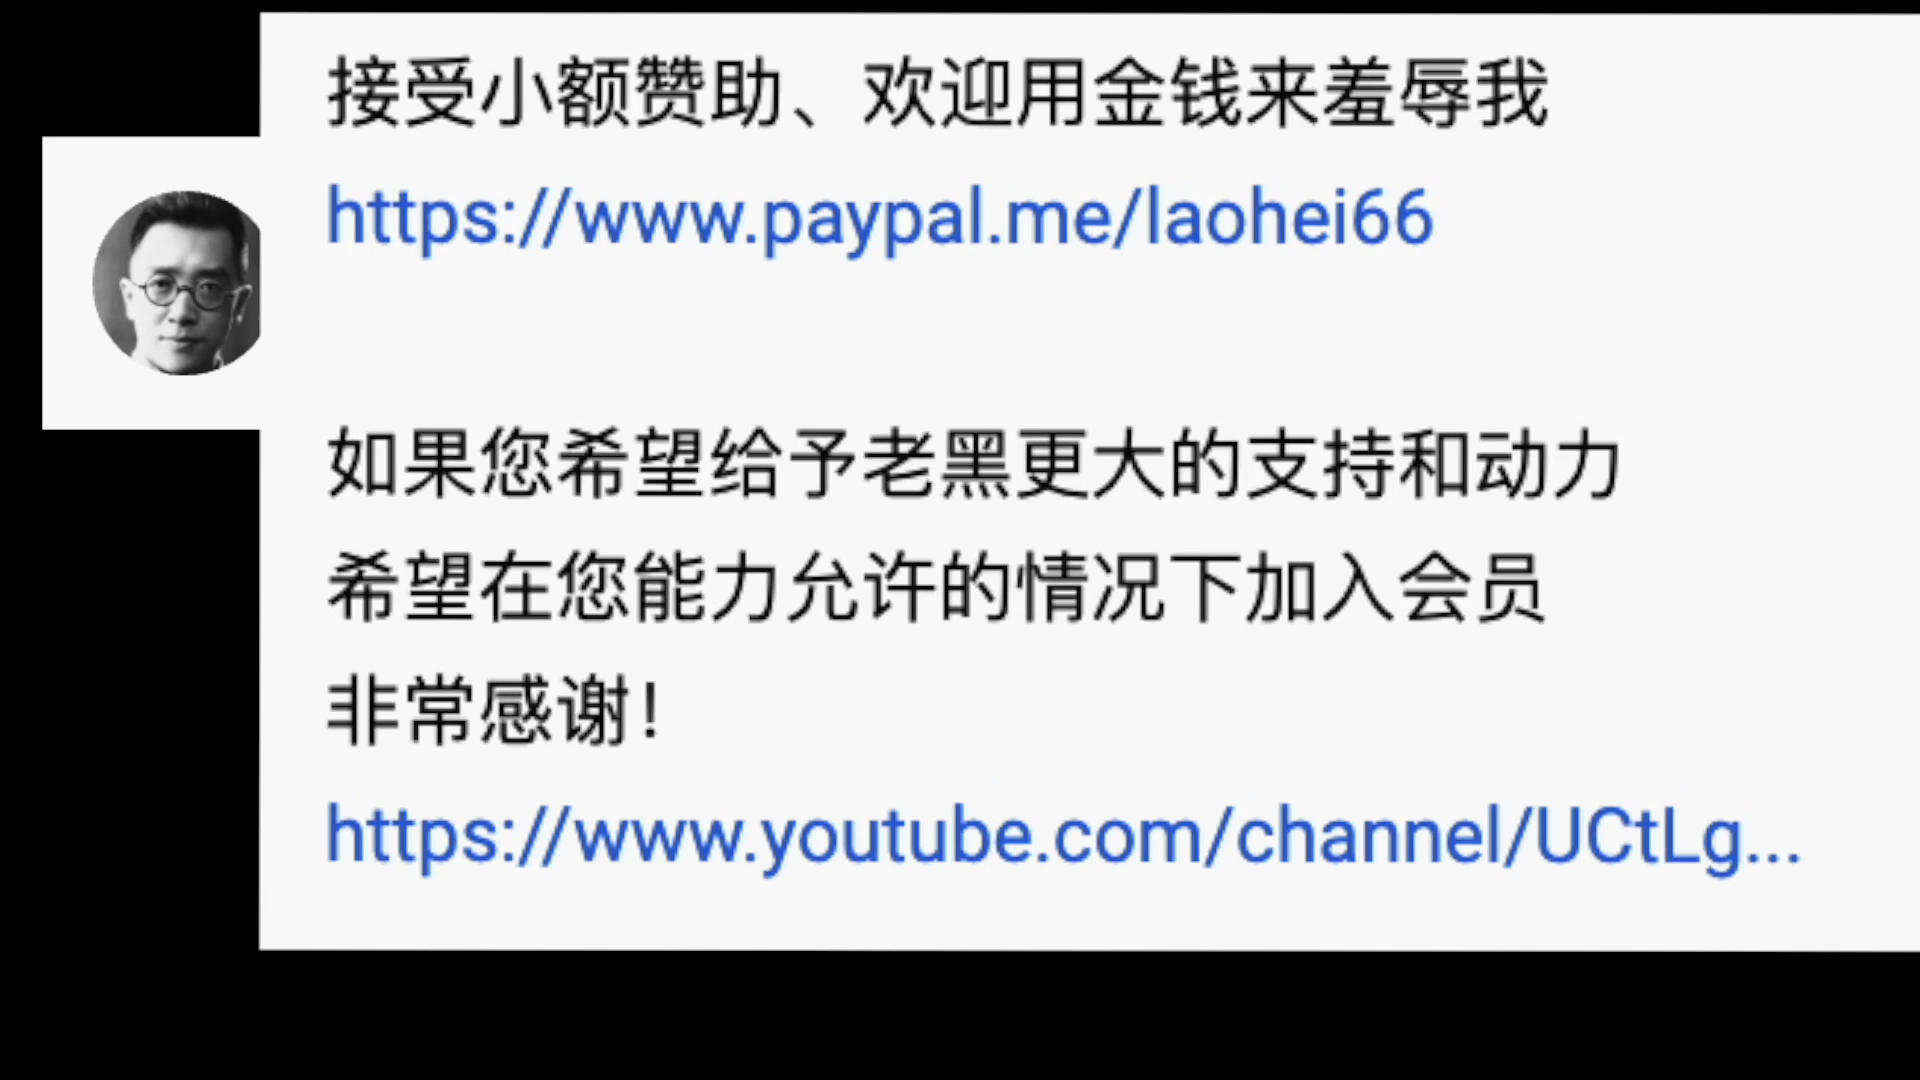 接受小额赞助、欢迎用金钱来羞辱我
https://www.paypal.me/laohei66
如果您希望给予老黑更大的支持和动力
希望在您能力允许的情况下加入会员
非常感谢！
https://www.youtube.com/channel/UCtLg...